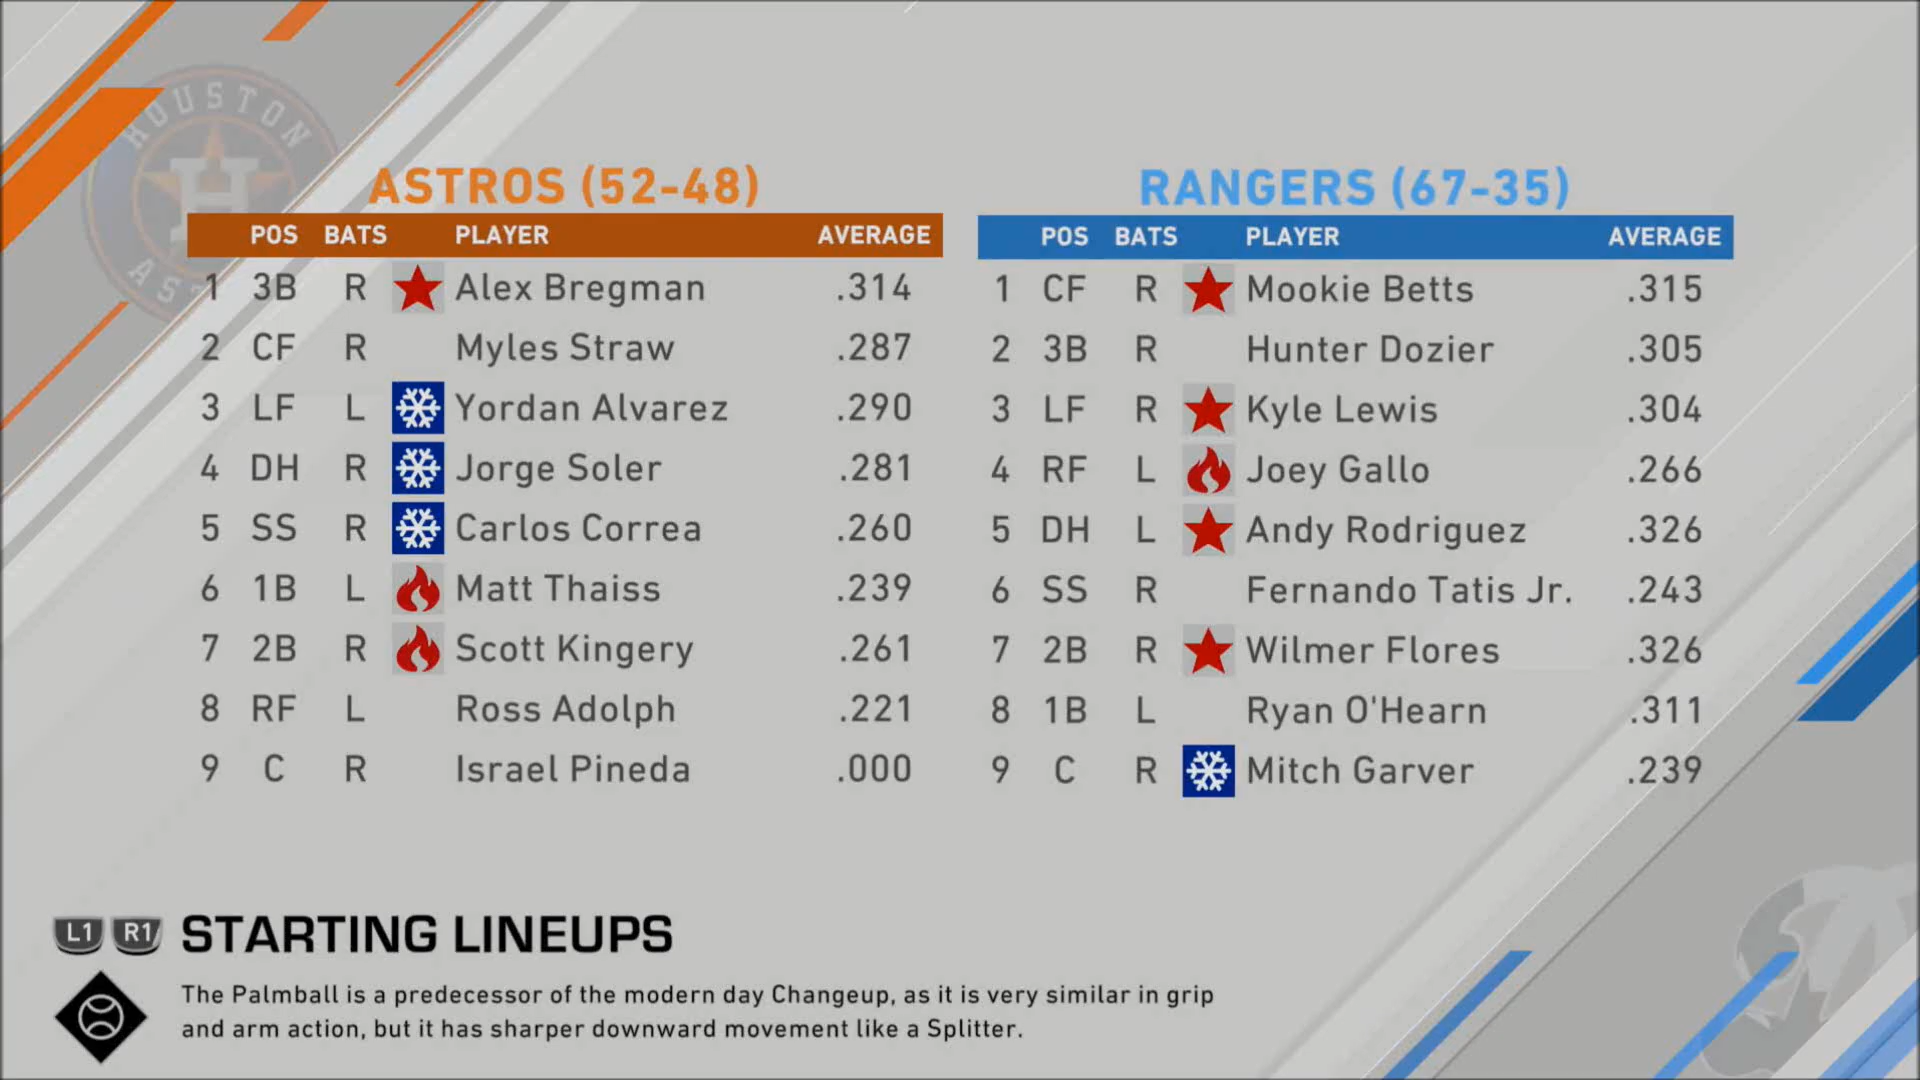 HOUSTON
ASTROS (52-48)
POS BATS PLAYER AVERAGE
1 3B R Alex Bregman .314
2 CF R Myles Straw .287
3 LF L Yordan Alvarez .290
4 DH R Jorge Soler .281
5 SS R Carlos Correa .260
6 1B L Matt Thaiss .239
7 2B R Scott Kingery .261
8 RF L Ross Adolph .221
9 C R Israel Pineda .000
RANGERS (67-35)
POS BATS PLAYER AVERAGE
1 CF R Mookie Betts .315
2 3B R Hunter Dozier .305
3 LF R Kyle Lewis .304
4 RF L Joey Gallo .266
5 DH L Andy Rodriguez .326
6 SS R Fernando Tatis Jr. .243
7 2B R Wilmer Flores .326
8 1B L Ryan O'Hearn .311
9 C R Mitch Garver .239
L1 R1 STARTING LINEUPS
The Palmball is a predecessor of the modern day Changeup, as it is very similar in grip
and arm action, but it has sharper downward movement like a Splitter.